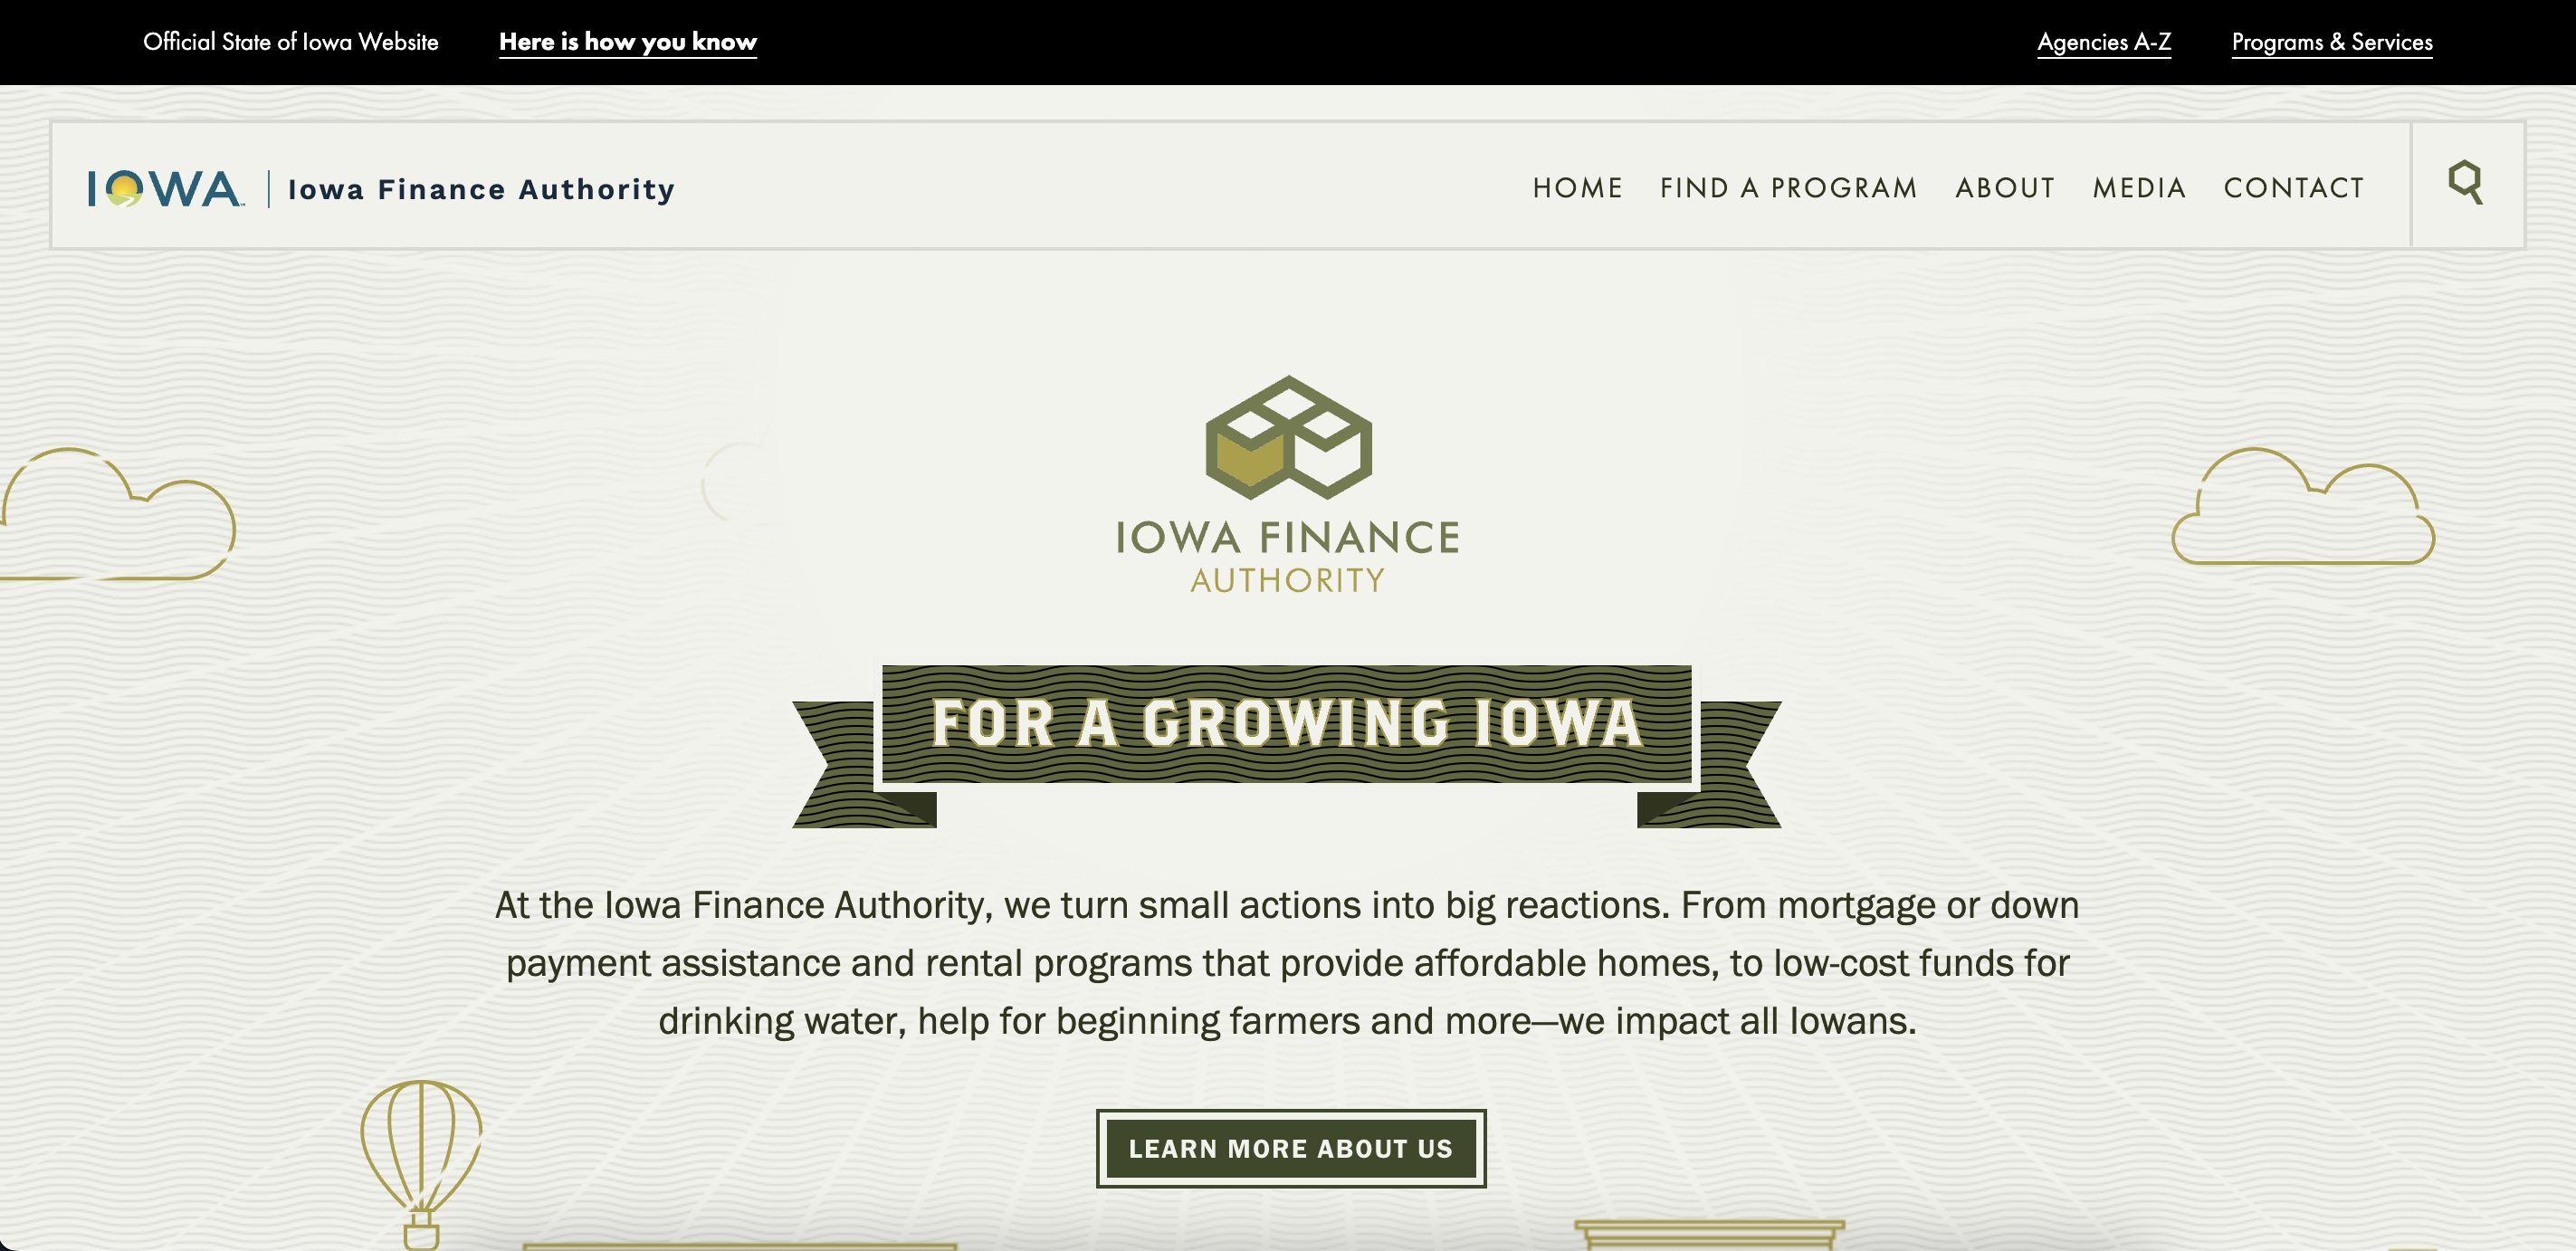 Official State of Iowa Website
Here is how you know
Agencies A-Z
Programs & Services
IOWA
Iowa Finance Authority
HOME
FIND A PROGRAM
ABOUT
MEDIA
CONTACT
IOWA FINANCE
AUTHORITY
FOR A GROWING IOWA
At the Iowa Finance Authority, we turn small actions into big reactions. From mortgage or down
payment assistance and rental programs that provide affordable homes, to low-cost funds for
drinking water, help for beginning farmers and more—we impact all Iowans.
LEARN MORE ABOUT US